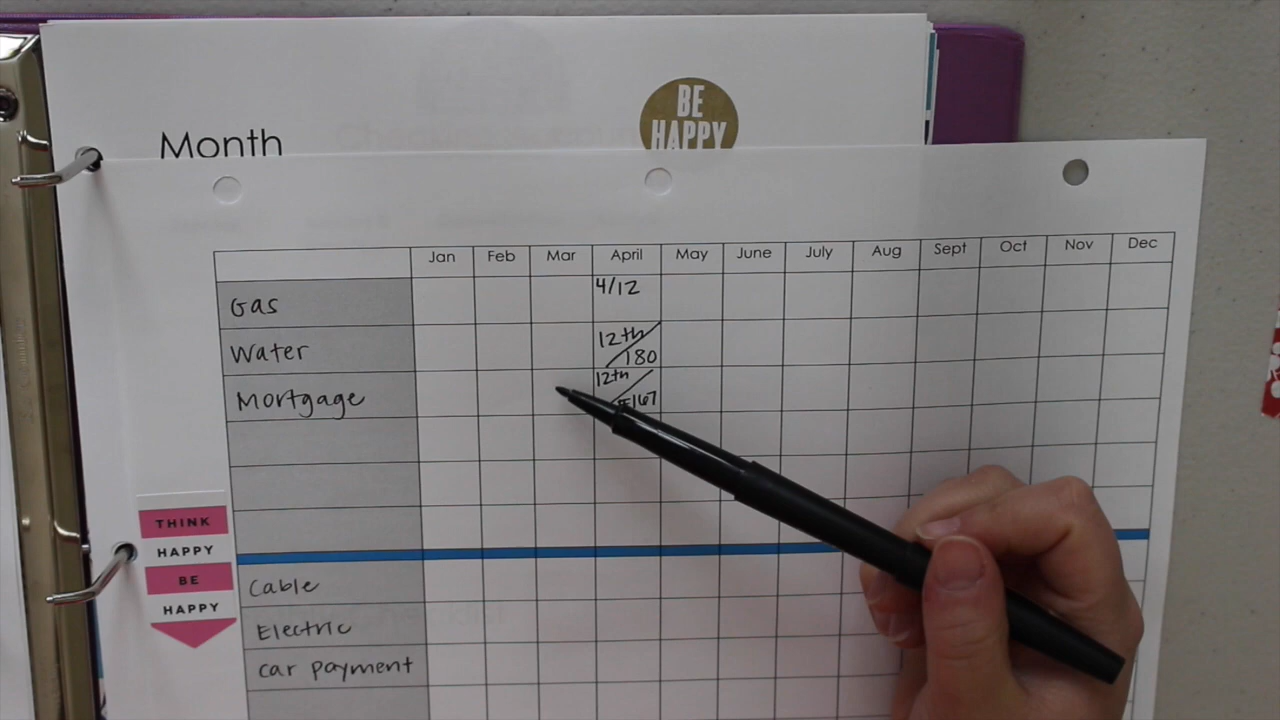 BE
HAPPY
Month
Jan Feb Mar April May June July Aug Sept Oct Nov Dec
Gas 4/12
Water 12th
180
Mortgage 12th
167
THINK
HAPPY
BE
HAPPY
Cable
Electric
car payment